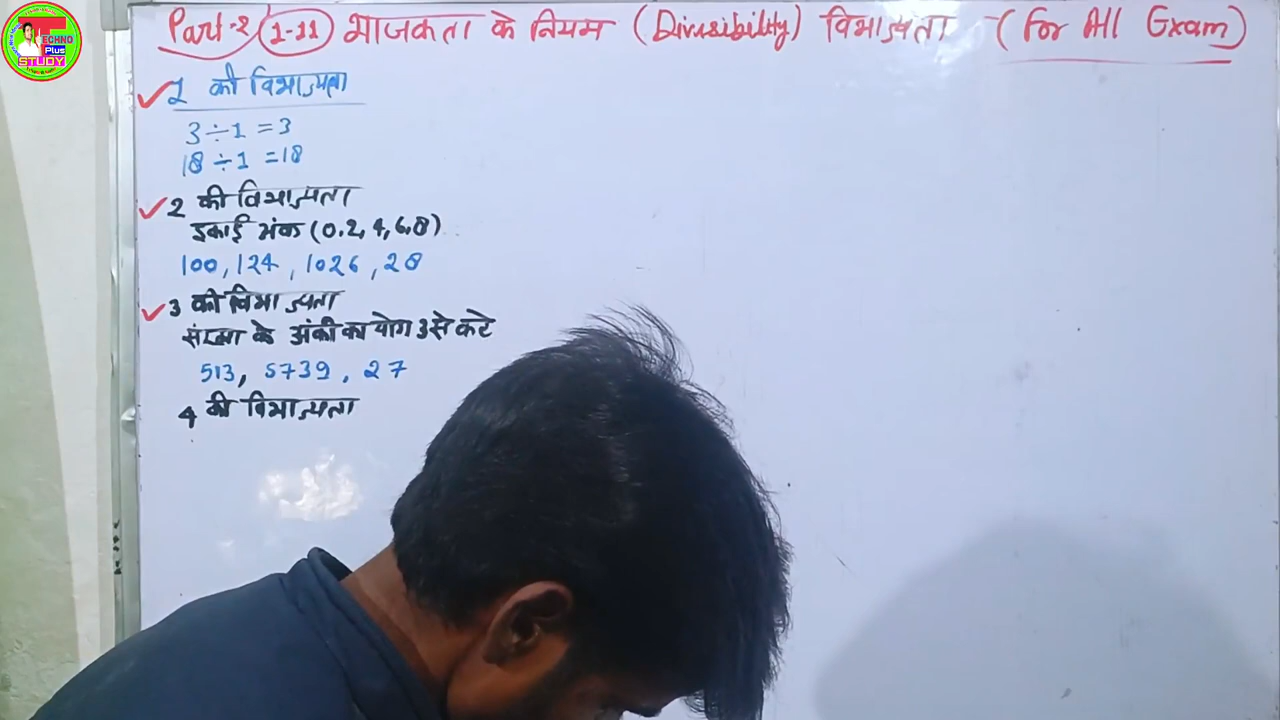 TECHNO
Plus
STUDY
Part-2 (1-11) भाजकता के नियम (Divisibility) विभाज्यता - (For All Exam)
1 की विभाज्यता
3÷1=3
18÷1=18
2 की विभाज्यता
इकाई अंक (0,2,4,6,8)
100, 124, 1026, 28
3 की विभाज्यता
संख्या के अंकों का योग 3 से कटे
513, 5739, 27
4 की विभाज्यता